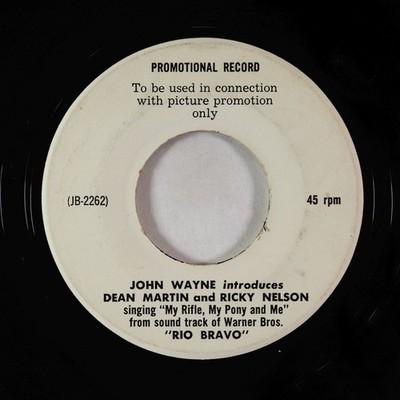 PROMOTIONAL RECORD
To be used in connection
with picture promotion
only
(JB-2262)
45 rpm
JOHN WAYNE introduces
DEAN MARTIN and RICKY NELSON
singing "My Rifle, My Pony and Me"
from sound track of Warner Bros.
"RIO BRAVO"